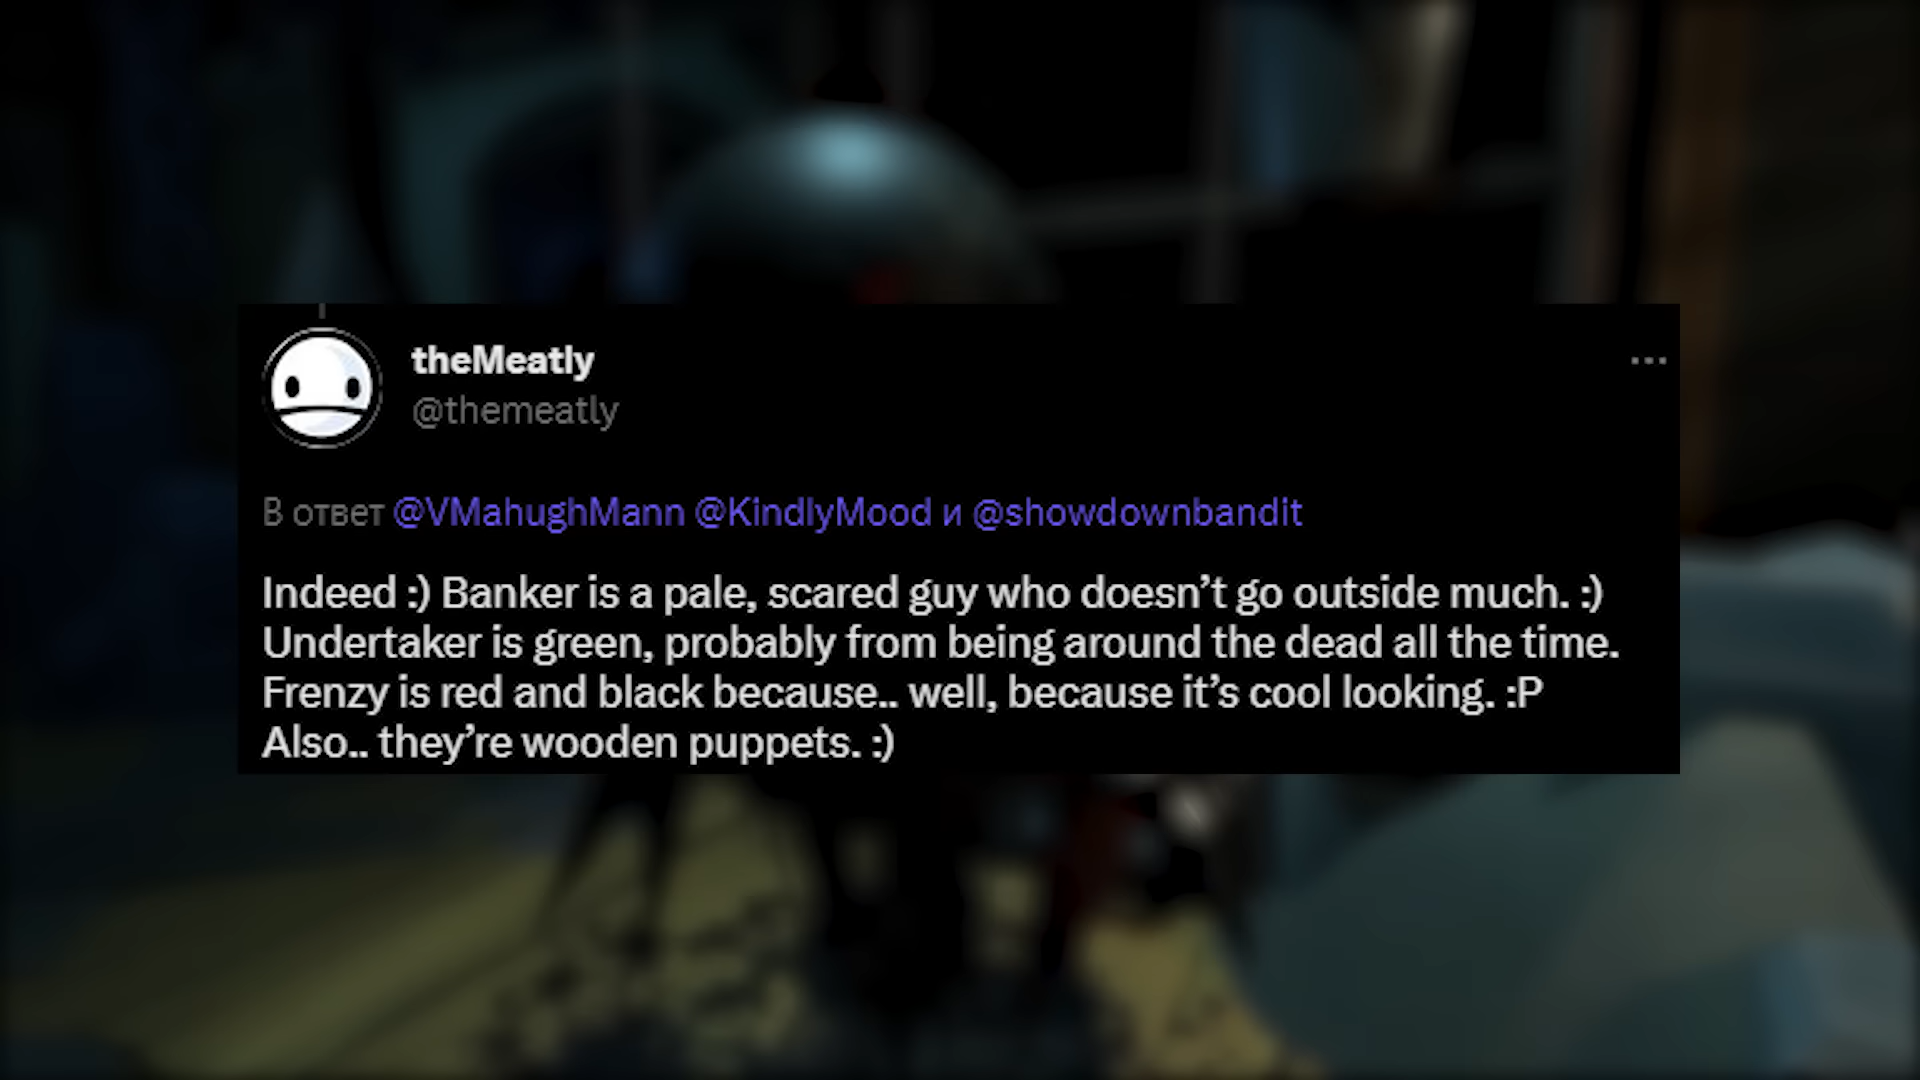 theMeatly
@themeatly
В ответ @VMahughMann @KindlyMood и @showdownbandit
Indeed :) Banker is a pale, scared guy who doesn’t go outside much. :)
Undertaker is green, probably from being around the dead all the time.
Frenzy is red and black because.. well, because it’s cool looking. :P
Also.. they’re wooden puppets. :)